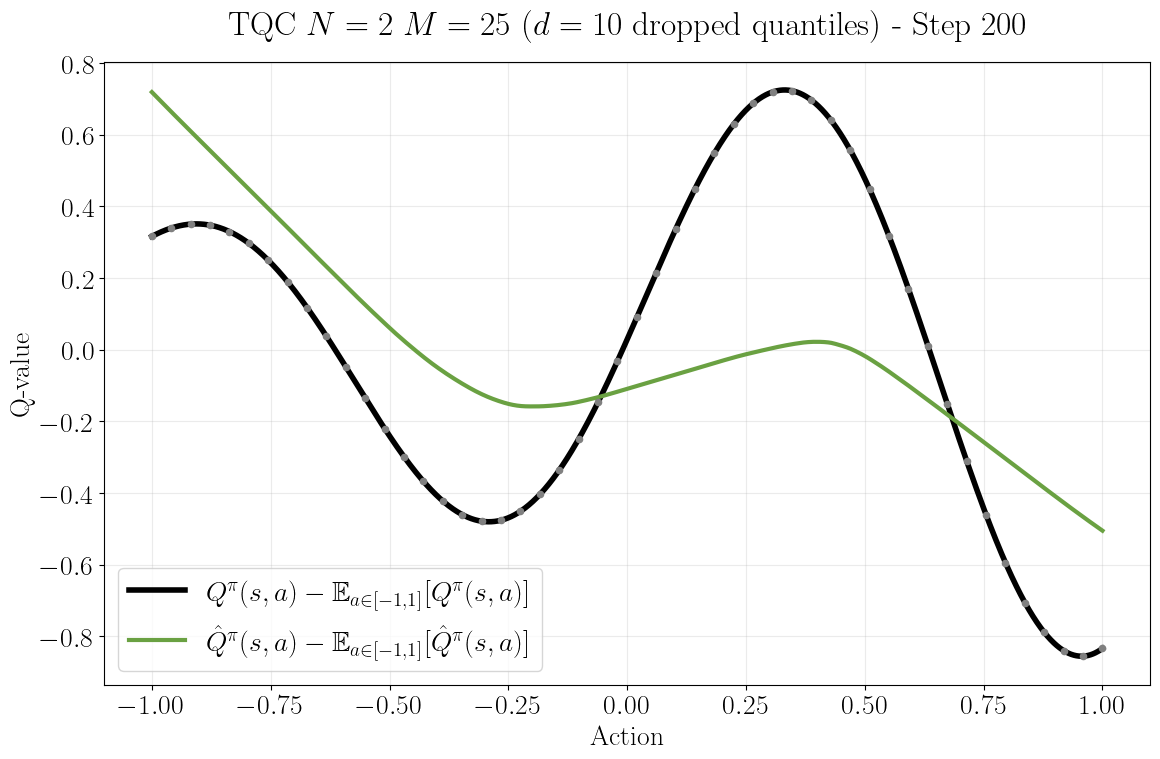 TQC N = 2 M = 25 (d = 10 dropped quantiles) - Step 200
0.8
0.6
0.4
0.2
0.0
−0.2
−0.4
−0.6
−0.8
Q-value
Q^π(s, a) − 𝔼_{a∈[−1,1]}[Q^π(s, a)]
Q̂^π(s, a) − 𝔼_{a∈[−1,1]}[Q̂^π(s, a)]
−1.00 −0.75 −0.50 −0.25 0.00 0.25 0.50 0.75 1.00
Action